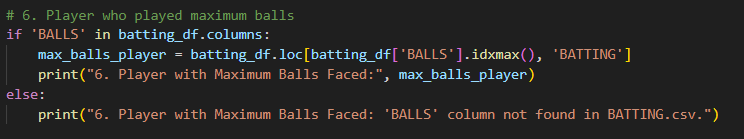 # 6. Player who played maximum balls
if 'BALLS' in batting_df.columns:
    max_balls_player = batting_df.loc[batting_df['BALLS'].idxmax(), 'BATTING']
    print("6. Player with Maximum Balls Faced:", max_balls_player)
else:
    print("6. Player with Maximum Balls Faced: 'BALLS' column not found in BATTING.csv.")